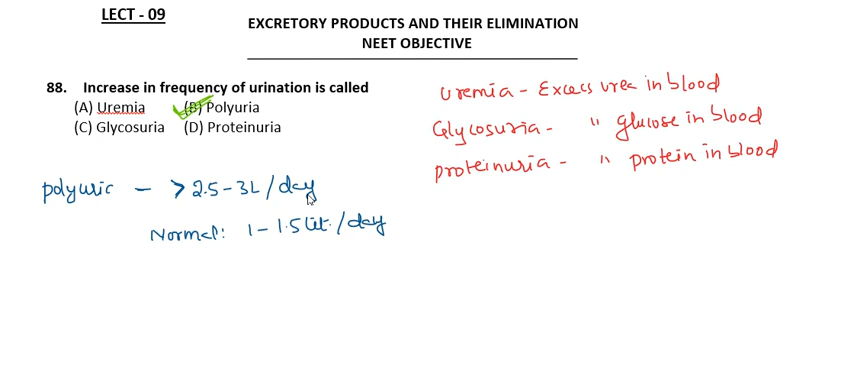 LECT - 09
EXCRETORY PRODUCTS AND THEIR ELIMINATION
NEET OBJECTIVE
88. Increase in frequency of urination is called
(A) Uremia (B) Polyuria
(C) Glycosuria (D) Proteinuria
Uremia - Excess urea in blood
Glycosuria - " glucose in blood
Proteinuria - " protein in blood
polyuric - > 2.5 - 3L / day
Normal: 1 - 1.5 Lit. / day